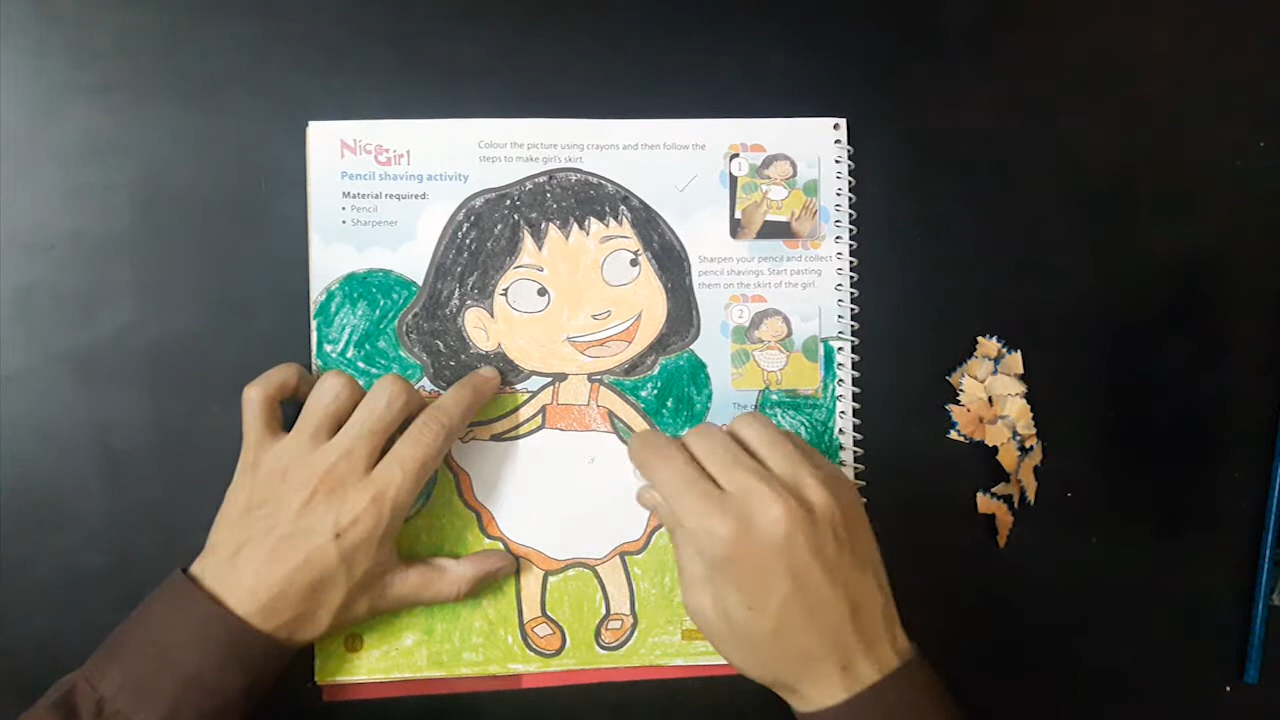 Nice
Girl
Pencil shaving activity
Material required:
• Pencil
• Sharpener
Colour the picture using crayons and then follow the
steps to make girl's skirt.
1
Sharpen your pencil and collect
pencil shavings. Start pasting
them on the skirt of the girl.
2
The